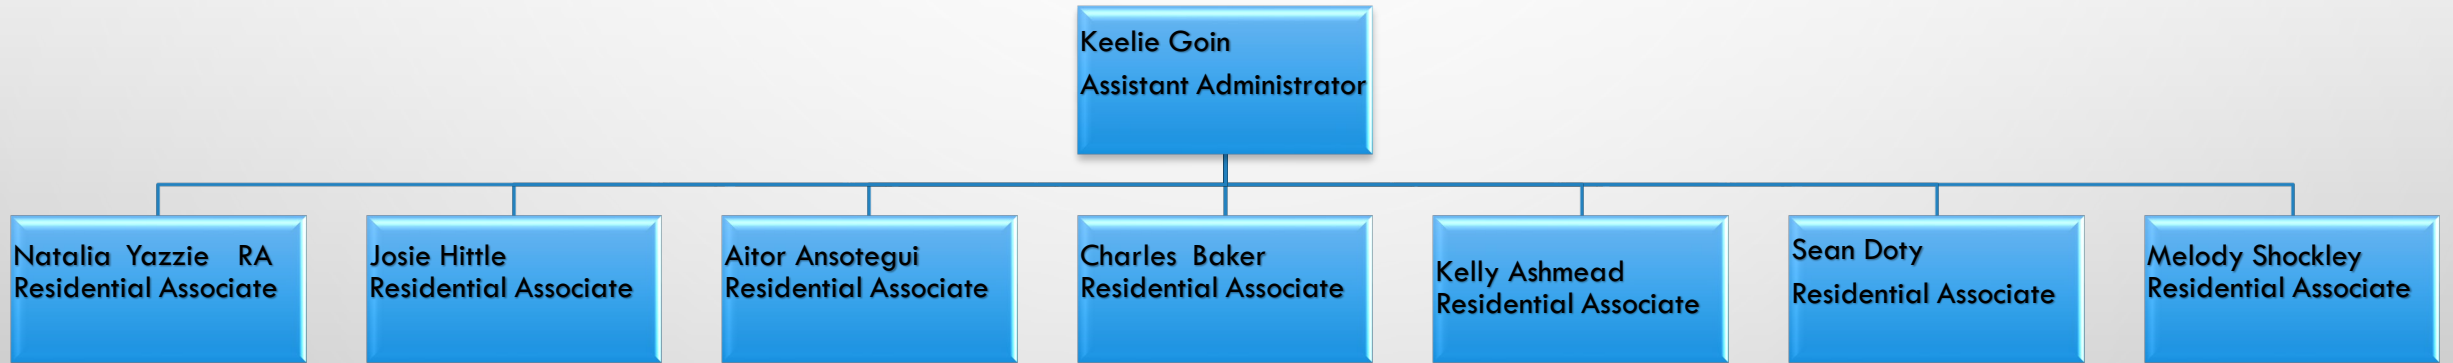 Keelie Goin
Assistant Administrator
Natalia Yazzie RA
Residential Associate
Josie Hittle
Residential Associate
Aitor Ansotegui
Residential Associate
Charles Baker
Residential Associate
Kelly Ashmead
Residential Associate
Sean Doty
Residential Associate
Melody Shockley
Residential Associate